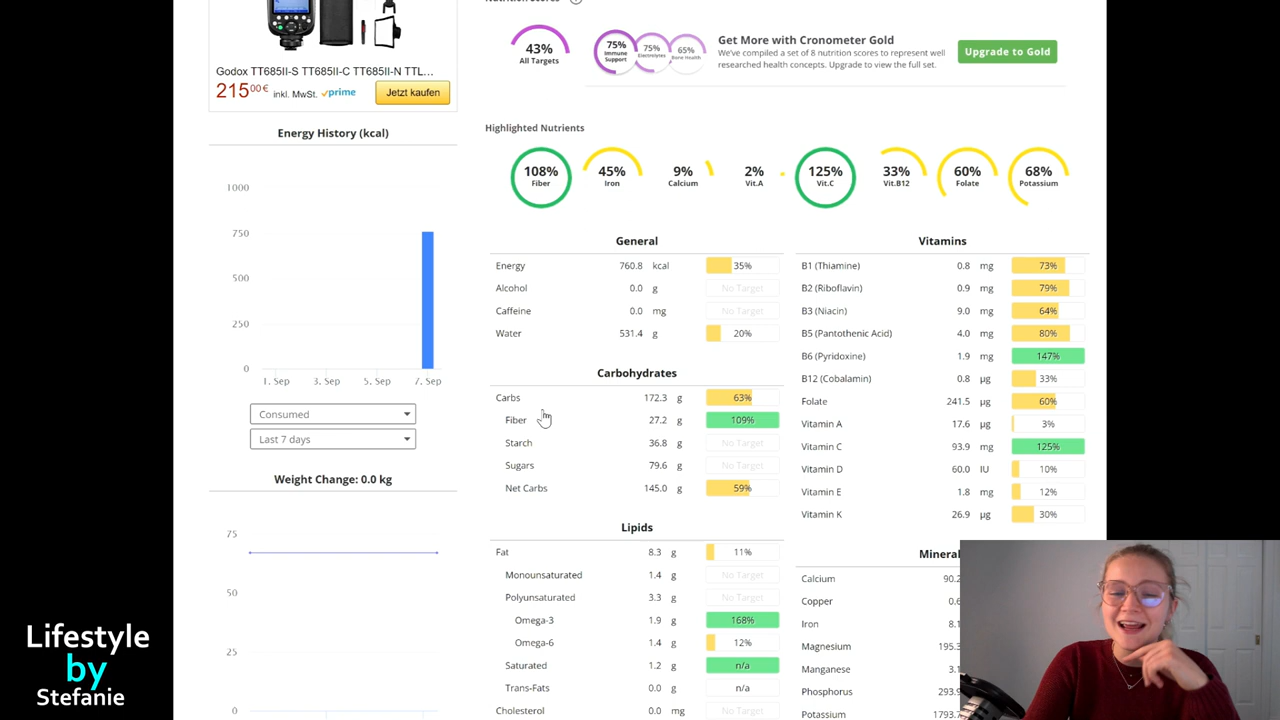 Nutrition Scores
Godox TT685II-S TT685II-C TT685II-N TTL...
215 00 € inkl. MwSt. prime Jetzt kaufen
Energy History (kcal)
1000
750
500
250
0
1. Sep 3. Sep 5. Sep 7. Sep
Consumed
Last 7 days
Weight Change: 0.0 kg
75
50
25
0
43%
All Targets
75%
Immune
Support
75%
Electrolytes
65%
Bone Health
Get More with Cronometer Gold
We've compiled a set of 8 nutrition scores to represent well
researched health concepts. Upgrade to view the full set.
Upgrade to Gold
Highlighted Nutrients
108% 45% 9% 2% 125% 33% 60% 68%
Fiber Iron Calcium Vit.A Vit.C Vit.B12 Folate Potassium
General
Energy 760.8 kcal 35%
Alcohol 0.0 g No Target
Caffeine 0.0 mg No Target
Water 531.4 g 20%
Carbohydrates
Carbs 172.3 g 63%
Fiber 27.2 g 109%
Starch 36.8 g No Target
Sugars 79.6 g No Target
Net Carbs 145.0 g 59%
Lipids
Fat 8.3 g 11%
Monounsaturated 1.4 g No Target
Polyunsaturated 3.3 g No Target
Omega-3 1.9 g 168%
Omega-6 1.4 g 12%
Saturated 1.2 g n/a
Trans-Fats 0.0 g n/a
Cholesterol 0.0 mg
Vitamins
B1 (Thiamine) 0.8 mg 73%
B2 (Riboflavin) 0.9 mg 79%
B3 (Niacin) 9.0 mg 64%
B5 (Pantothenic Acid) 4.0 mg 80%
B6 (Pyridoxine) 1.9 mg 147%
B12 (Cobalamin) 0.8 µg 33%
Folate 241.5 µg 60%
Vitamin A 17.6 µg 3%
Vitamin C 93.9 mg 125%
Vitamin D 60.0 IU 10%
Vitamin E 1.8 mg 12%
Vitamin K 26.9 µg 30%
Mineral
Calcium 90.2
Copper 0.6
Iron 8.1
Magnesium 195.3
Manganese 3.1
Phosphorus 293.9
Potassium 1793.7
Lifestyle
by
Stefanie